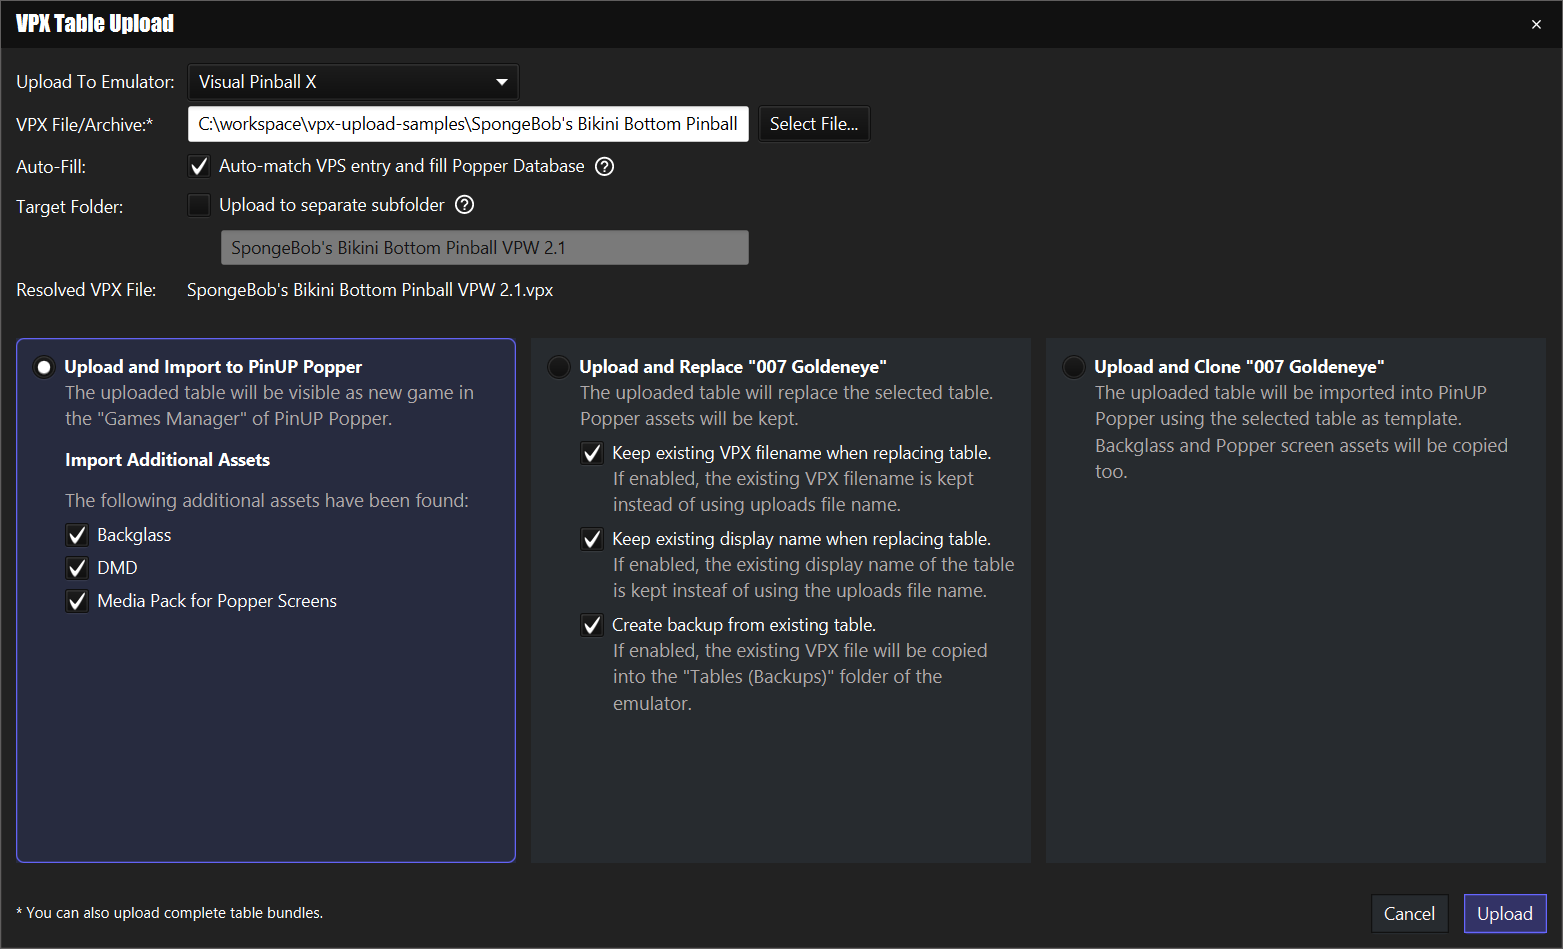 VPX Table Upload
Upload To Emulator: Visual Pinball X
VPX File/Archive:* C:\workspace\vpx-upload-samples\SpongeBob's Bikini Bottom Pinball Select File...
Auto-Fill: Auto-match VPS entry and fill Popper Database
Target Folder: Upload to separate subfolder
SpongeBob's Bikini Bottom Pinball VPW 2.1
Resolved VPX File: SpongeBob's Bikini Bottom Pinball VPW 2.1.vpx
Upload and Import to PinUP Popper
The uploaded table will be visible as new game in
the "Games Manager" of PinUP Popper.
Import Additional Assets
The following additional assets have been found:
Backglass
DMD
Media Pack for Popper Screens
Upload and Replace "007 Goldeneye"
The uploaded table will replace the selected table.
Popper assets will be kept.
Keep existing VPX filename when replacing table.
If enabled, the existing VPX filename is kept
instead of using uploads file name.
Keep existing display name when replacing table.
If enabled, the existing display name of the table
is kept insteaf of using the uploads file name.
Create backup from existing table.
If enabled, the existing VPX file will be copied
into the "Tables (Backups)" folder of the
emulator.
Upload and Clone "007 Goldeneye"
The uploaded table will be imported into PinUP
Popper using the selected table as template.
Backglass and Popper screen assets will be copied
too.
* You can also upload complete table bundles.
Cancel Upload